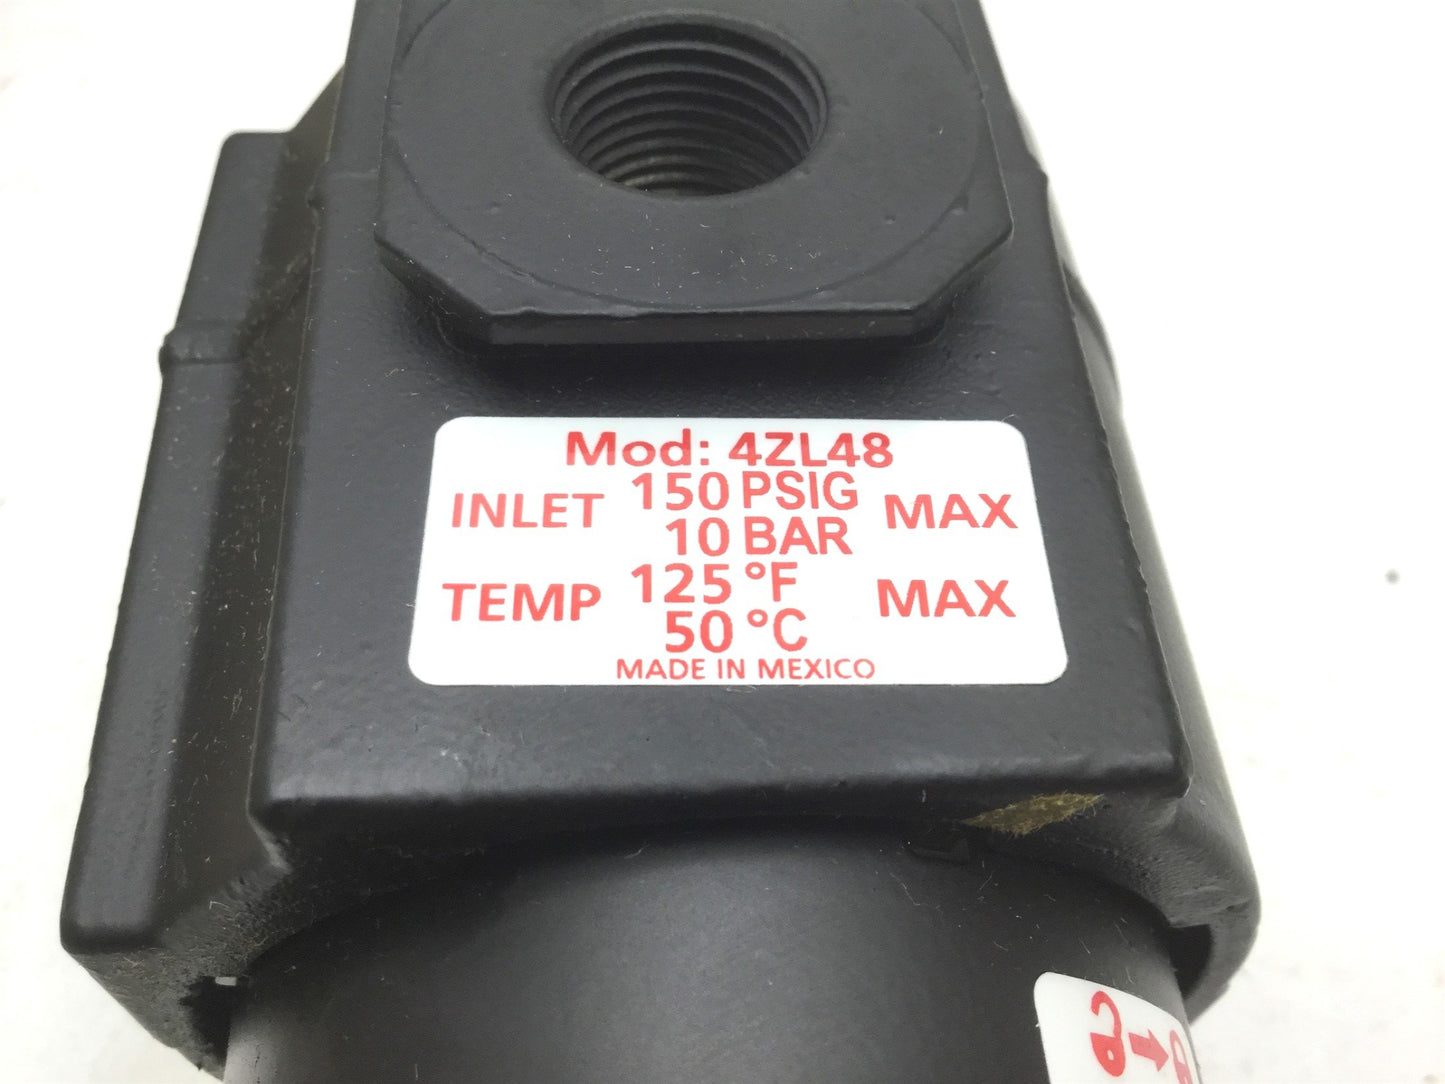 Mod: 4ZL48
INLET 150 PSIG MAX
10 BAR
TEMP 125 °F MAX
50 °C
MADE IN MEXICO